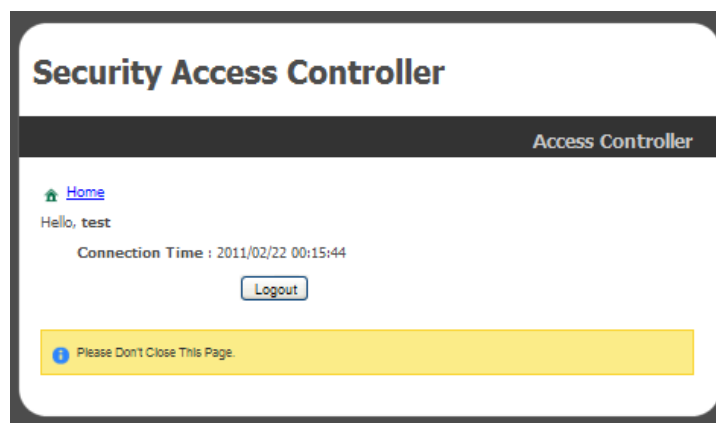 Security Access Controller
Access Controller
Home
Hello, test
Connection Time : 2011/02/22 00:15:44
Logout
Please Don't Close This Page.